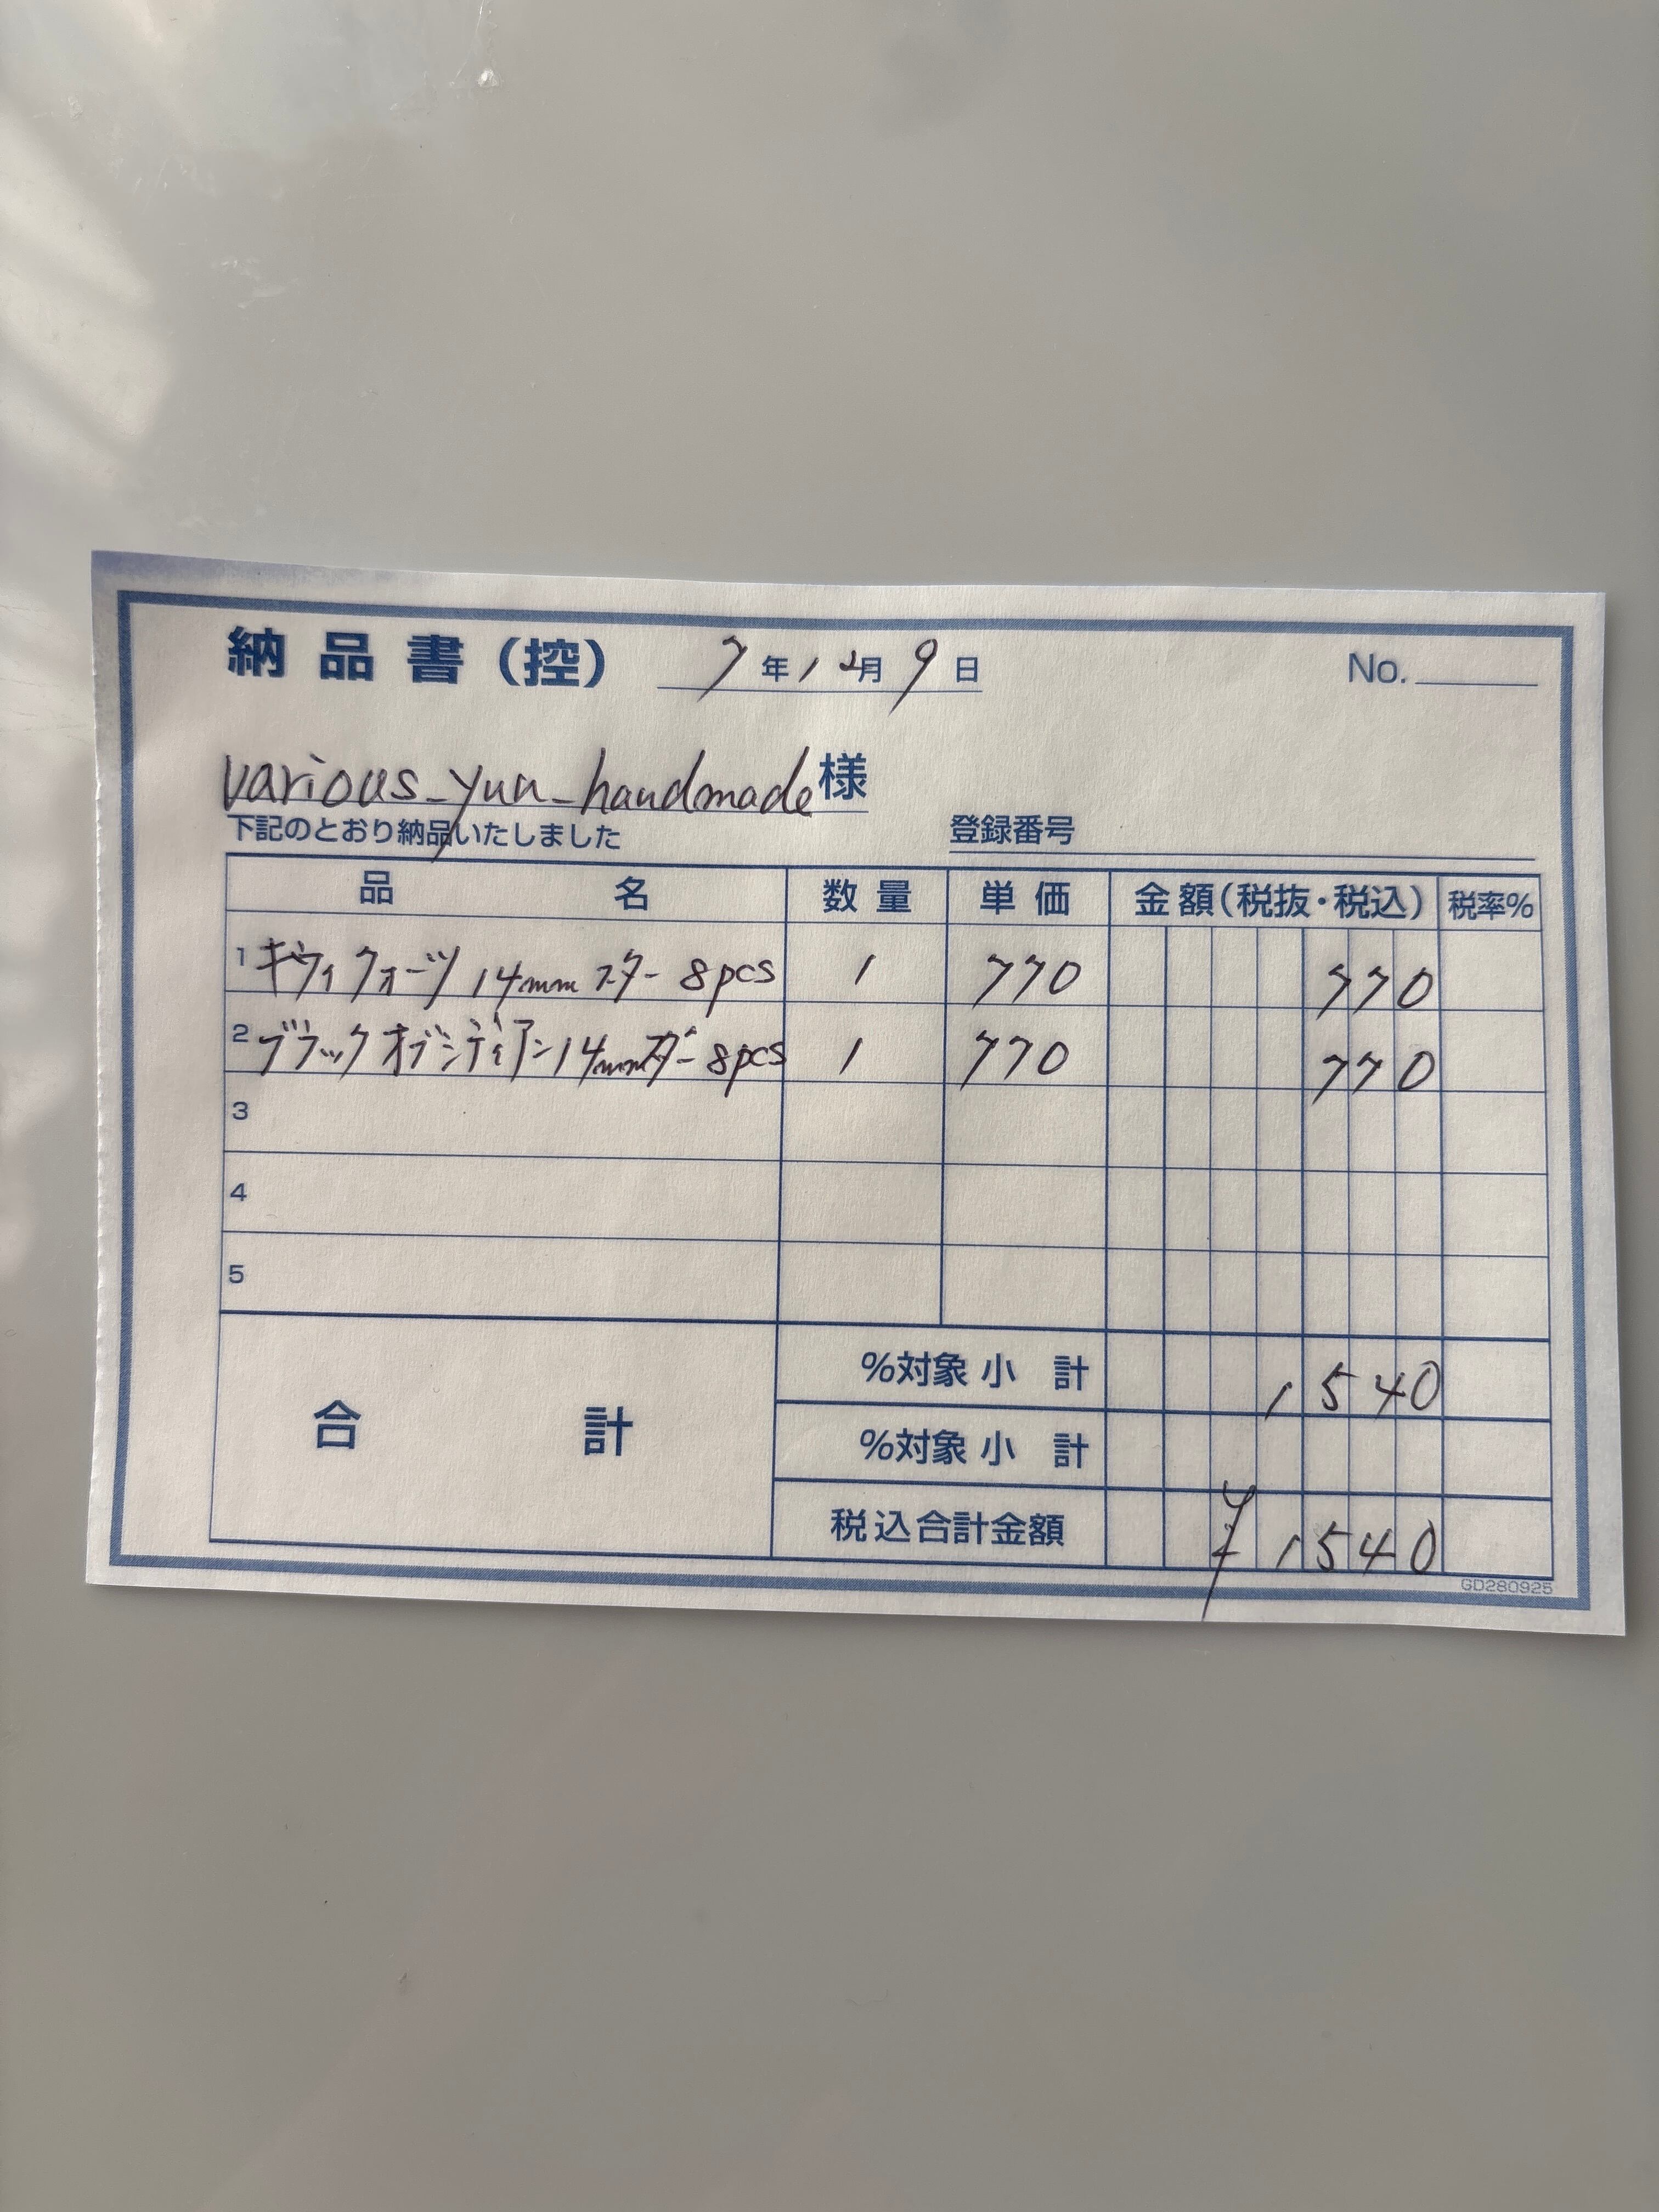 納品書(控) 7年12月9日 No.
various_yuu_handmade様
下記のとおり納品いたしました 登録番号
品名 数量 単価 金額(税抜・税込) 税率%
1 キウィクォーツ 14mm スター 8pcs 1 770 770
2 ブラックオブシディアン 14mmスター 8pcs 1 770 770
3
4
5
合計 %対象小計 1540
%対象小計
税込合計金額 ¥1540
GD280925